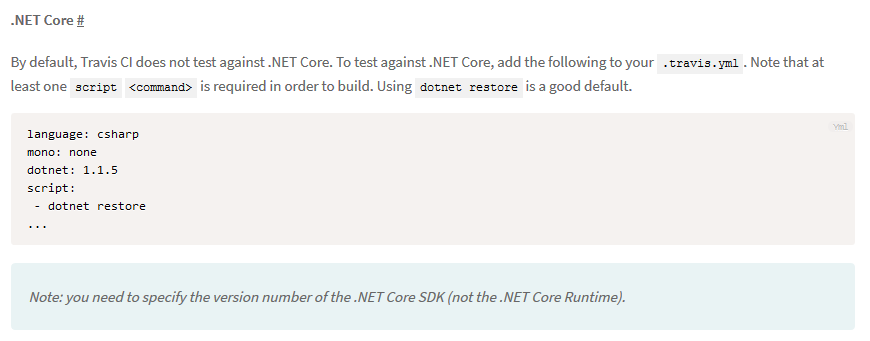 .NET Core #
By default, Travis CI does not test against .NET Core. To test against .NET Core, add the following to your .travis.yml . Note that at
least one script <command> is required in order to build. Using dotnet restore is a good default.
Yml
language: csharp
mono: none
dotnet: 1.1.5
script:
 - dotnet restore
...
Note: you need to specify the version number of the .NET Core SDK (not the .NET Core Runtime).